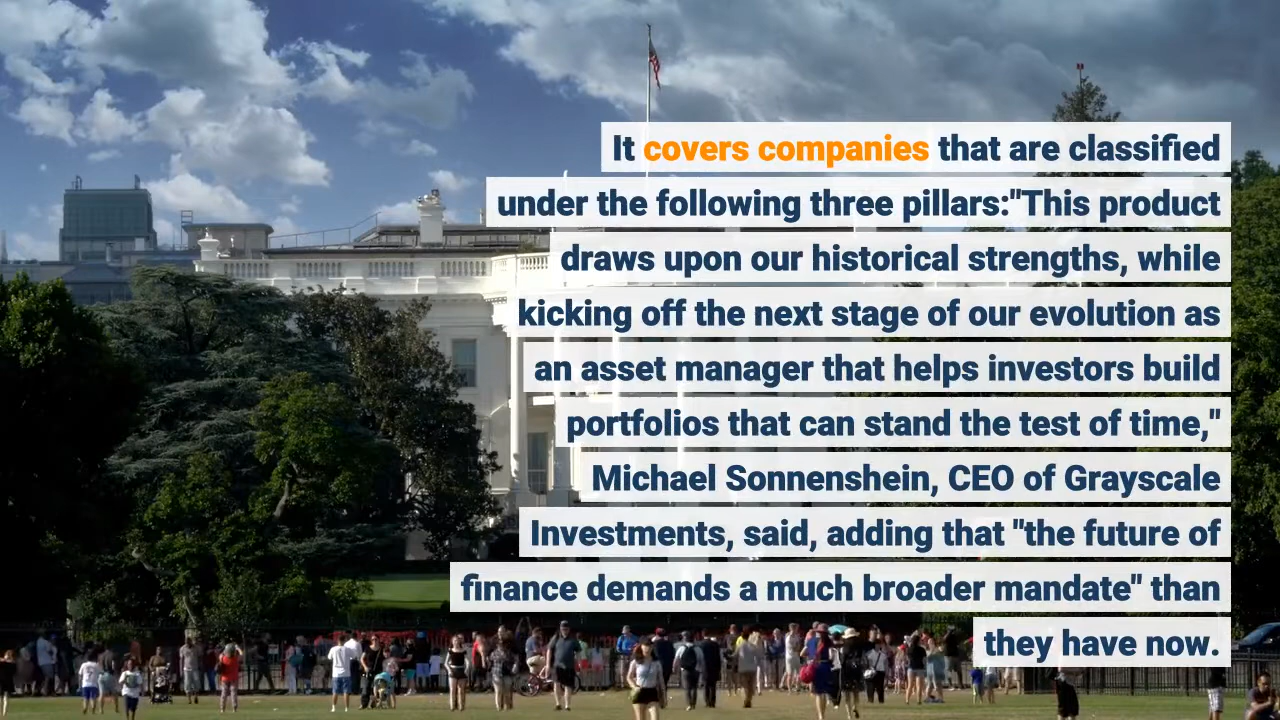 It covers companies that are classified
under the following three pillars:"This product
draws upon our historical strengths, while
kicking off the next stage of our evolution as
an asset manager that helps investors build
portfolios that can stand the test of time,"
Michael Sonnenshein, CEO of Grayscale
Investments, said, adding that "the future of
finance demands a much broader mandate" than
they have now.